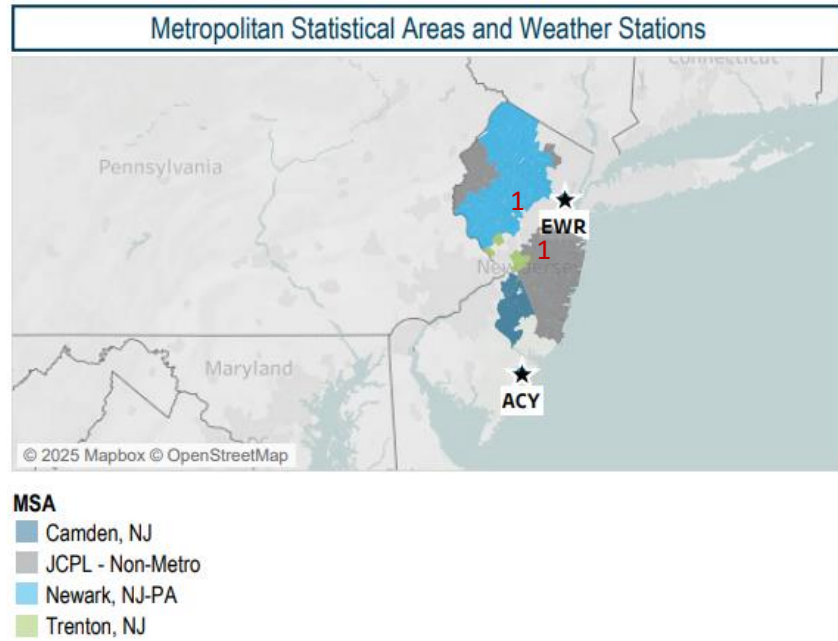 Metropolitan Statistical Areas and Weather Stations
Connecticut
Pennsylvania
1
EWR
1
New Jersey
Maryland
ACY
© 2025 Mapbox © OpenStreetMap
MSA
Camden, NJ
JCPL - Non-Metro
Newark, NJ-PA
Trenton, NJ